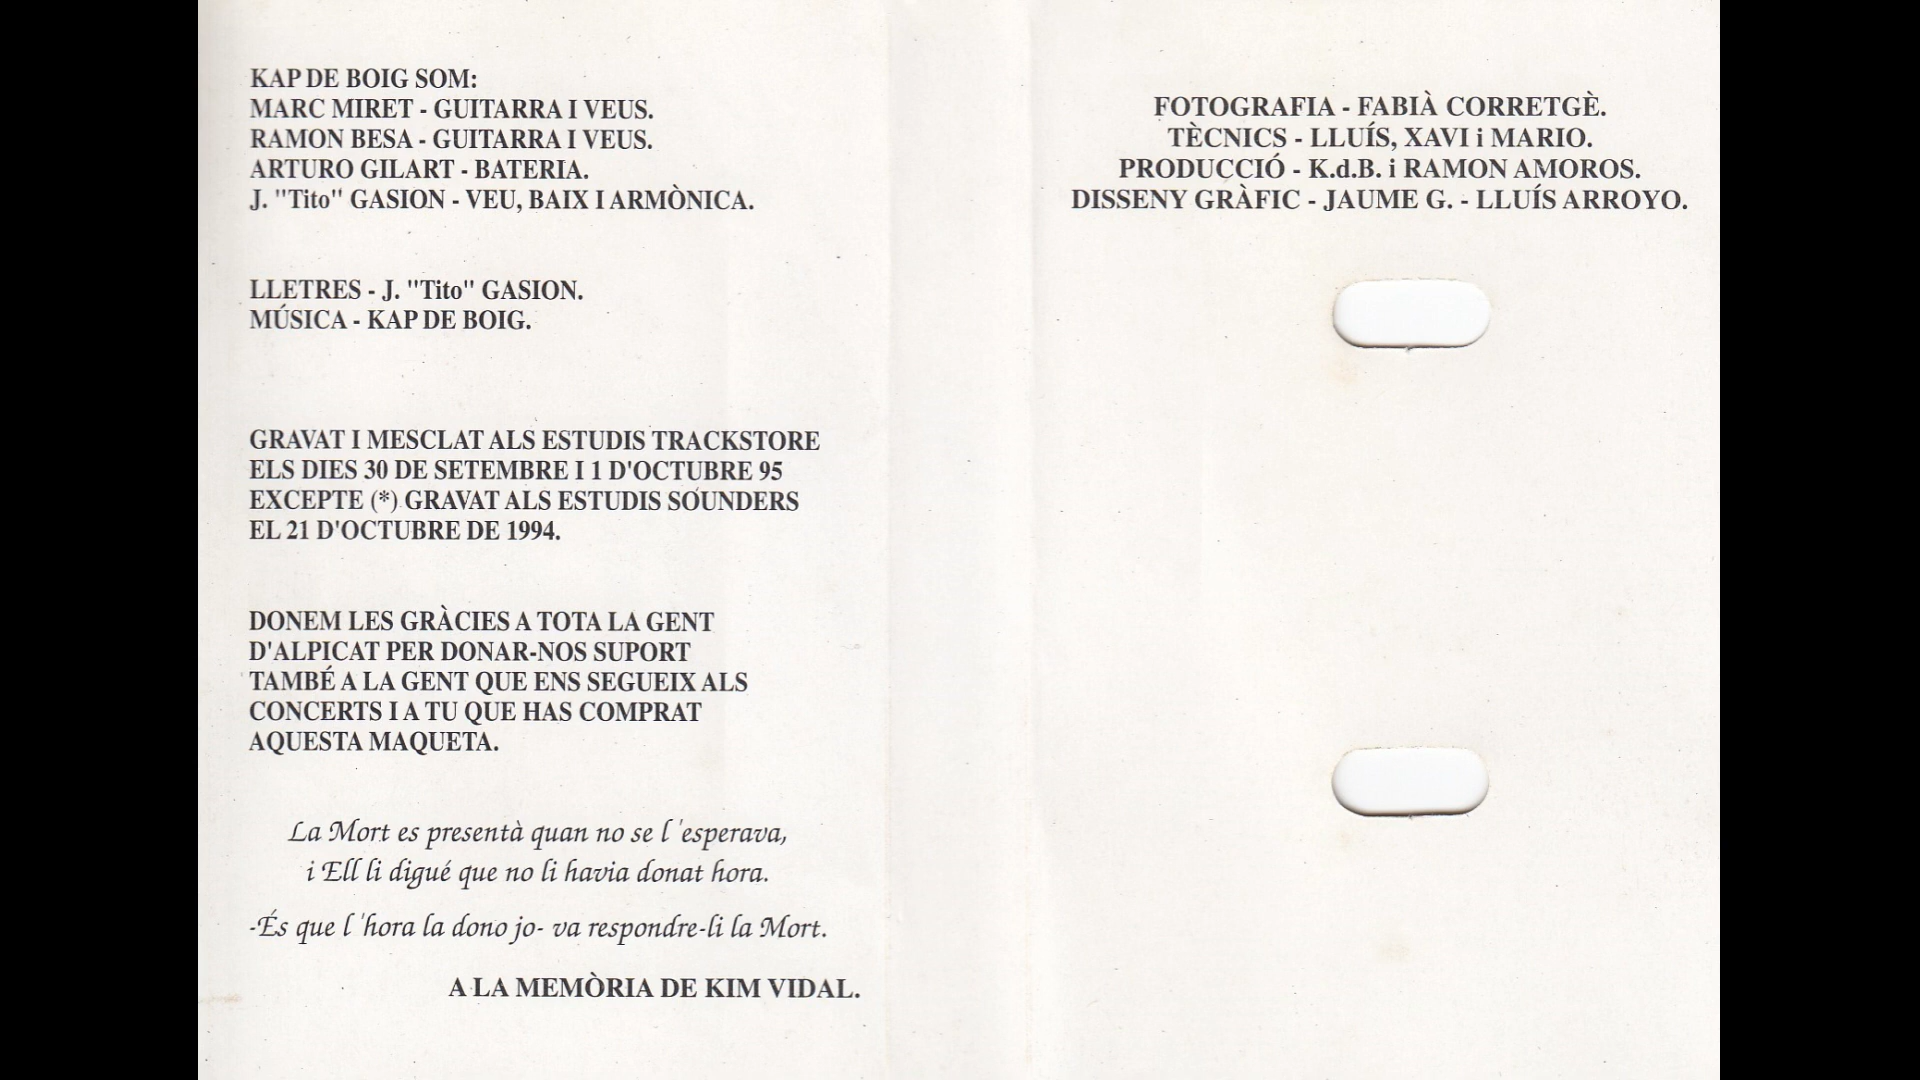 KAP DE BOIG SOM:
MARC MIRET - GUITARRA I VEUS.
RAMON BESA - GUITARRA I VEUS.
ARTURO GILART - BATERIA.
J. "Tito" GASION - VEU, BAIX I ARMÒNICA.
LLETRES - J. "Tito" GASION.
MÚSICA - KAP DE BOIG.
GRAVAT I MESCLAT ALS ESTUDIS TRACKSTORE
ELS DIES 30 DE SETEMBRE I 1 D'OCTUBRE 95
EXCEPTE (*) GRAVAT ALS ESTUDIS SOUNDERS
EL 21 D'OCTUBRE DE 1994.
DONEM LES GRÀCIES A TOTA LA GENT
D'ALPICAT PER DONAR-NOS SUPORT
TAMBÉ A LA GENT QUE ENS SEGUEIX ALS
CONCERTS I A TU QUE HAS COMPRAT
AQUESTA MAQUETA.
La Mort es presentà quan no se l'esperava,
i Ell li digué que no li havia donat hora.
-És que l'hora la dono jo- va respondre-li la Mort.
A LA MEMÒRIA DE KIM VIDAL.
FOTOGRAFIA - FABIÀ CORRETGÈ.
TÈCNICS - LLUÍS, XAVI i MARIO.
PRODUCCIÓ - K.d.B. i RAMON AMOROS.
DISSENY GRÀFIC - JAUME G. - LLUÍS ARROYO.